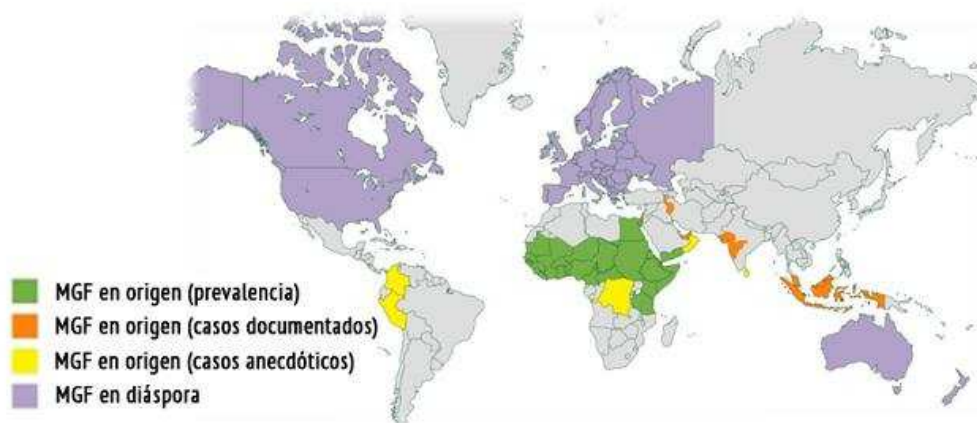 MGF en origen (prevalencia)
MGF en origen (casos documentados)
MGF en origen (casos anecdóticos)
MGF en diáspora